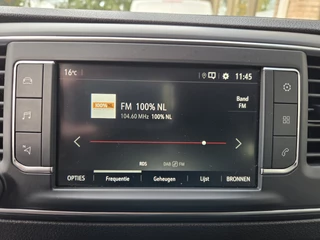 16°C 11:45
100% NL
FM 100% NL
Band
FM
104.60 MHz 100% NL
RDS DAB FM
OPTIES Frequentie Geheugen Lijst BRONNEN